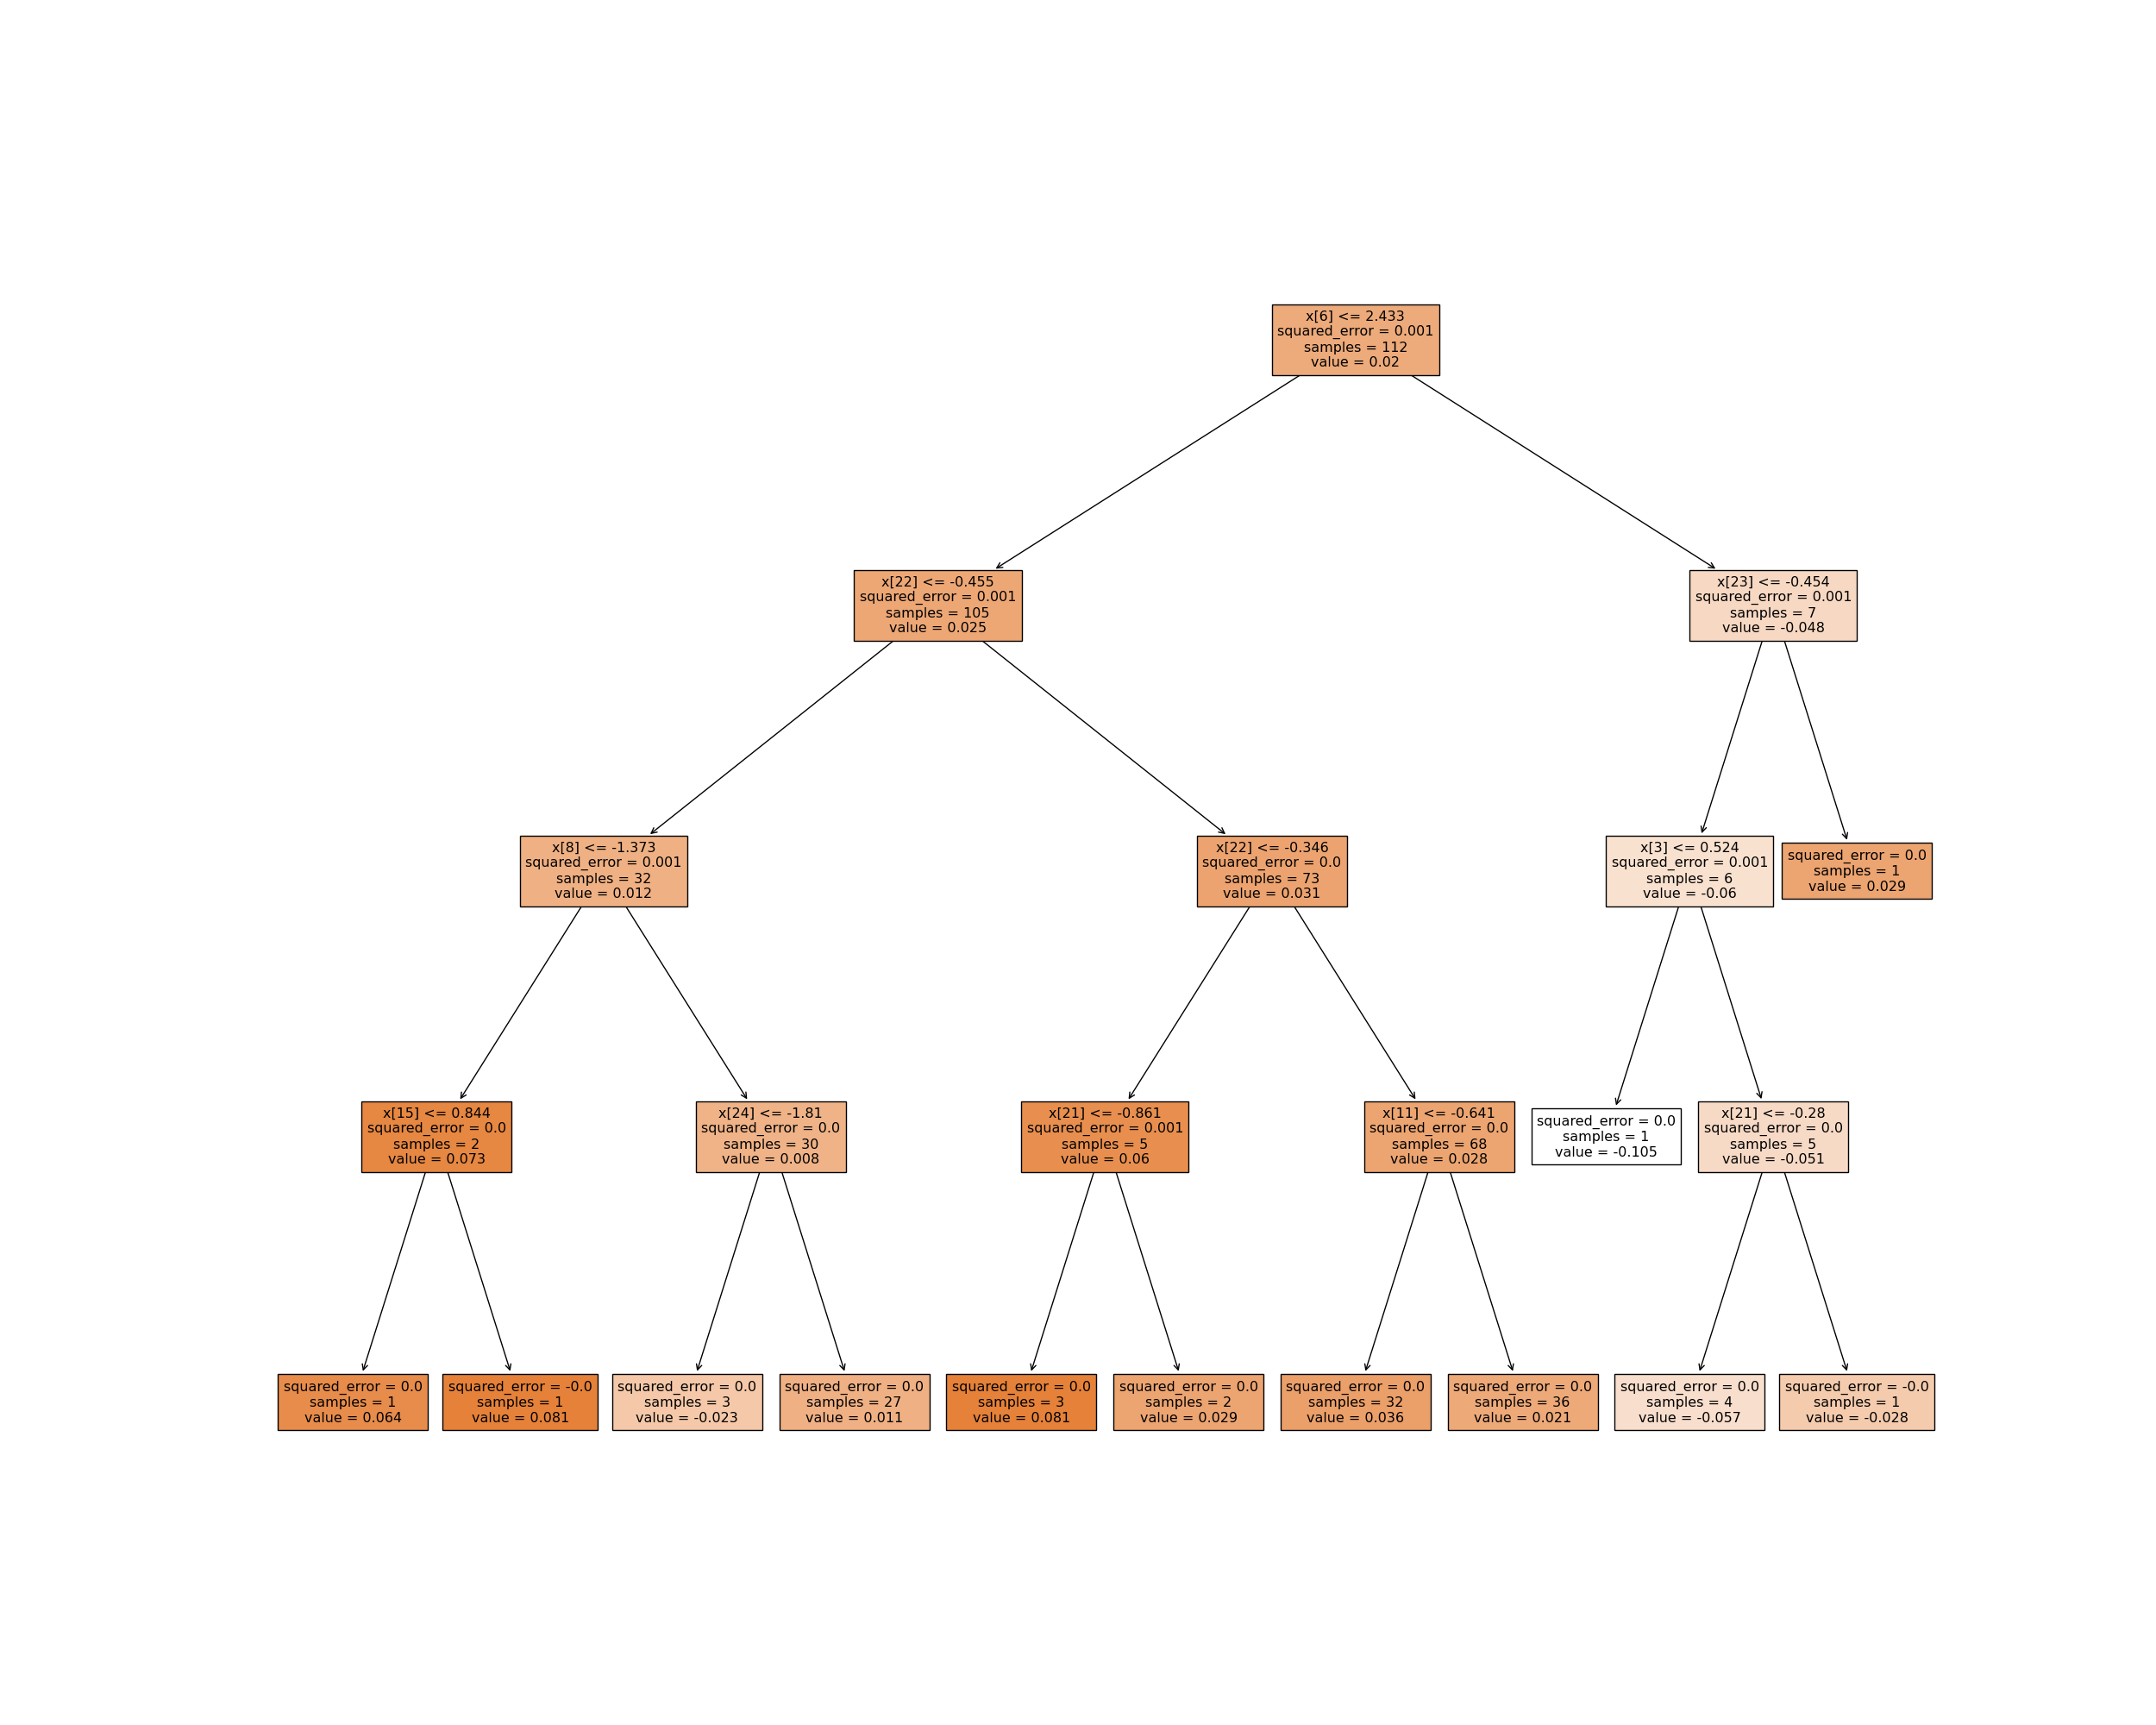 x[6] <= 2.433
squared_error = 0.001
samples = 112
value = 0.02
x[22] <= -0.455
squared_error = 0.001
samples = 105
value = 0.025
x[23] <= -0.454
squared_error = 0.001
samples = 7
value = -0.048
x[8] <= -1.373
squared_error = 0.001
samples = 32
value = 0.012
x[22] <= -0.346
squared_error = 0.0
samples = 73
value = 0.031
x[3] <= 0.524
squared_error = 0.001
samples = 6
value = -0.06
squared_error = 0.0
samples = 1
value = 0.029
x[15] <= 0.844
squared_error = 0.0
samples = 2
value = 0.073
x[24] <= -1.81
squared_error = 0.0
samples = 30
value = 0.008
x[21] <= -0.861
squared_error = 0.001
samples = 5
value = 0.06
x[11] <= -0.641
squared_error = 0.0
samples = 68
value = 0.028
squared_error = 0.0
samples = 1
value = -0.105
x[21] <= -0.28
squared_error = 0.0
samples = 5
value = -0.051
squared_error = 0.0
samples = 1
value = 0.064
squared_error = -0.0
samples = 1
value = 0.081
squared_error = 0.0
samples = 3
value = -0.023
squared_error = 0.0
samples = 27
value = 0.011
squared_error = 0.0
samples = 3
value = 0.081
squared_error = 0.0
samples = 2
value = 0.029
squared_error = 0.0
samples = 32
value = 0.036
squared_error = 0.0
samples = 36
value = 0.021
squared_error = 0.0
samples = 4
value = -0.057
squared_error = -0.0
samples = 1
value = -0.028